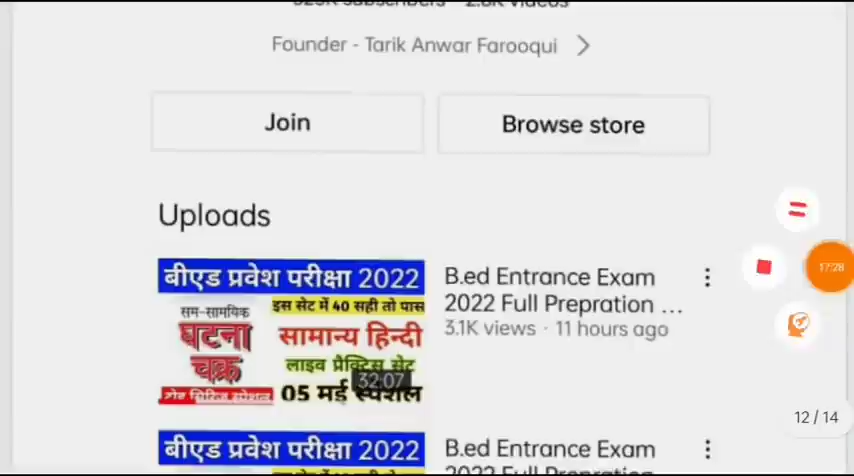 Founder - Tarik Anwar Farooqui
Join
Browse store
Uploads
बीएड प्रवेश परीक्षा 2022
सम-सामयिक
घटना
चक्र
इस सेट में 40 सही तो पास
सामान्य हिन्दी
लाइव प्रैक्टिस सेट
05 मई स्पेशल
32:07
B.ed Entrance Exam
2022 Full Prepration ...
3.1K views · 11 hours ago
17:28
12 / 14
बीएड प्रवेश परीक्षा 2022
B.ed Entrance Exam